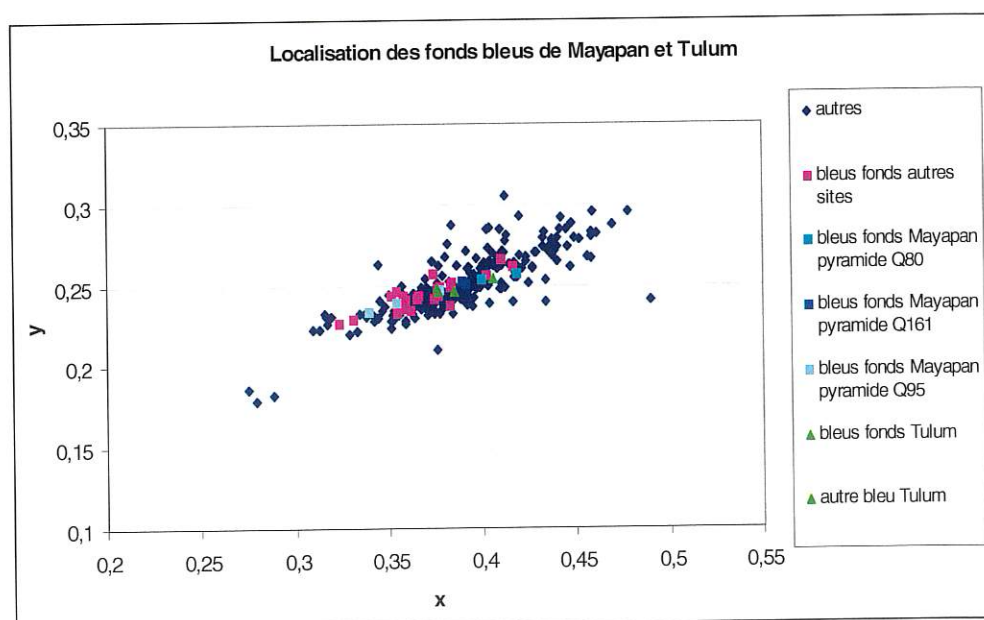 Localisation des fonds bleus de Mayapan et Tulum
0,35
0,3
0,25
0,2
0,15
0,1
y
0,2
0,25
0,3
0,35
0,4
0,45
0,5
0,55
x
autres
bleus fonds autres
sites
bleus fonds Mayapan
pyramide Q80
bleus fonds Mayapan
pyramide Q161
bleus fonds Mayapan
pyramide Q95
bleus fonds Tulum
autre bleu Tulum